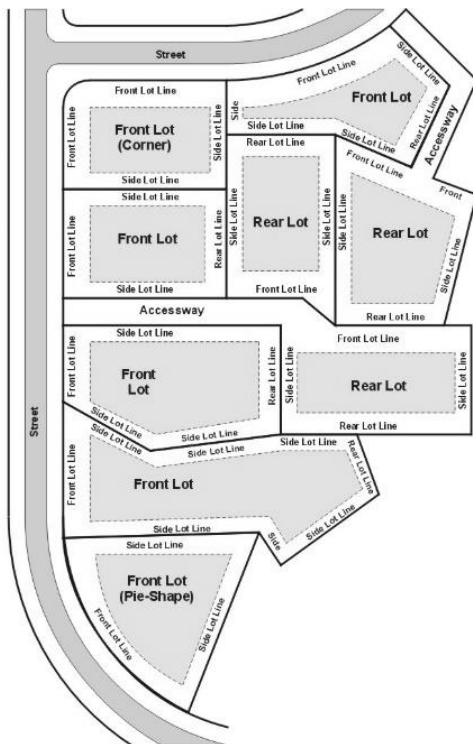 Street
Side Lot Line
Front Lot Line
Front Lot
Rear Lot Line
Accessway
Front Lot Line
Front Lot Line
Front Lot
(Corner)
Side Lot Line
Side Lot Line
Side
Side Lot Line
Side Lot Line
Rear Lot Line
Front Lot Line
Front
Side Lot Line
Front Lot Line
Front Lot
Rear Lot Line
Side Lot Line
Side Lot Line
Rear Lot
Side Lot Line
Front Lot Line
Side Lot Line
Rear Lot
Side Lot Line
Rear Lot Line
Accessway
Side Lot Line
Front Lot Line
Front
Lot
Rear Lot Line
Side Lot Line
Side Lot Line
Front Lot Line
Side Lot Line
Rear Lot
Side Lot Line
Rear Lot Line
Street
Side Lot Line
Side Lot Line
Front Lot Line
Front Lot
Rear Lot Line
Side Lot Line
Side
Side Lot Line
Side Lot Line
Front Lot
(Pie-Shape)
Front Lot Line
Side Lot Line